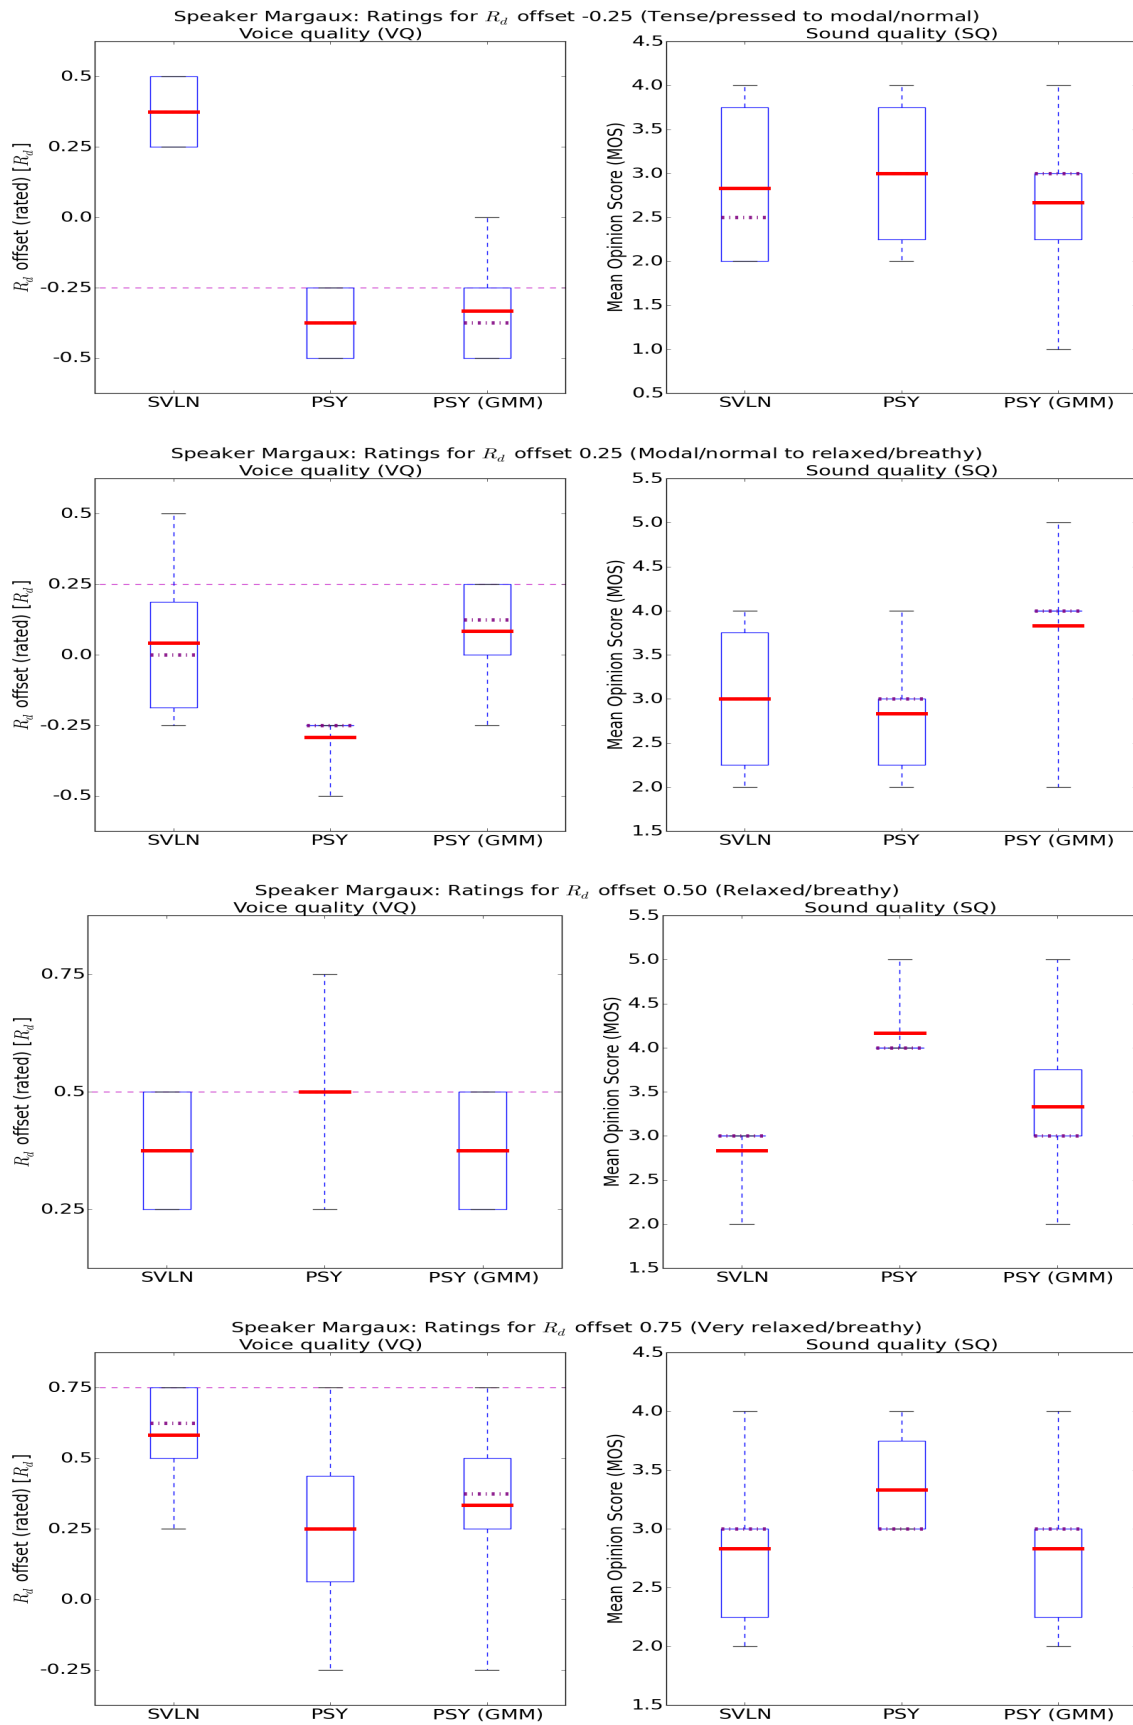 Speaker Margaux: Ratings for R_d offset -0.25 (Tense/pressed to modal/normal)
Voice quality (VQ)
R_d offset (rated) [R_d]
0.5
0.25
0.0
-0.25
-0.5
SVLN PSY PSY (GMM)
Sound quality (SQ)
Mean Opinion Score (MOS)
4.5
4.0
3.5
3.0
2.5
2.0
1.5
1.0
0.5
SVLN PSY PSY (GMM)
Speaker Margaux: Ratings for R_d offset 0.25 (Modal/normal to relaxed/breathy)
Voice quality (VQ)
R_d offset (rated) [R_d]
0.5
0.25
0.0
-0.25
-0.5
SVLN PSY PSY (GMM)
Sound quality (SQ)
Mean Opinion Score (MOS)
5.5
5.0
4.5
4.0
3.5
3.0
2.5
2.0
1.5
SVLN PSY PSY (GMM)
Speaker Margaux: Ratings for R_d offset 0.50 (Relaxed/breathy)
Voice quality (VQ)
R_d offset (rated) [R_d]
0.75
0.5
0.25
SVLN PSY PSY (GMM)
Sound quality (SQ)
Mean Opinion Score (MOS)
5.5
5.0
4.5
4.0
3.5
3.0
2.5
2.0
1.5
SVLN PSY PSY (GMM)
Speaker Margaux: Ratings for R_d offset 0.75 (Very relaxed/breathy)
Voice quality (VQ)
R_d offset (rated) [R_d]
0.75
0.5
0.25
0.0
-0.25
SVLN PSY PSY (GMM)
Sound quality (SQ)
Mean Opinion Score (MOS)
4.5
4.0
3.5
3.0
2.5
2.0
1.5
SVLN PSY PSY (GMM)